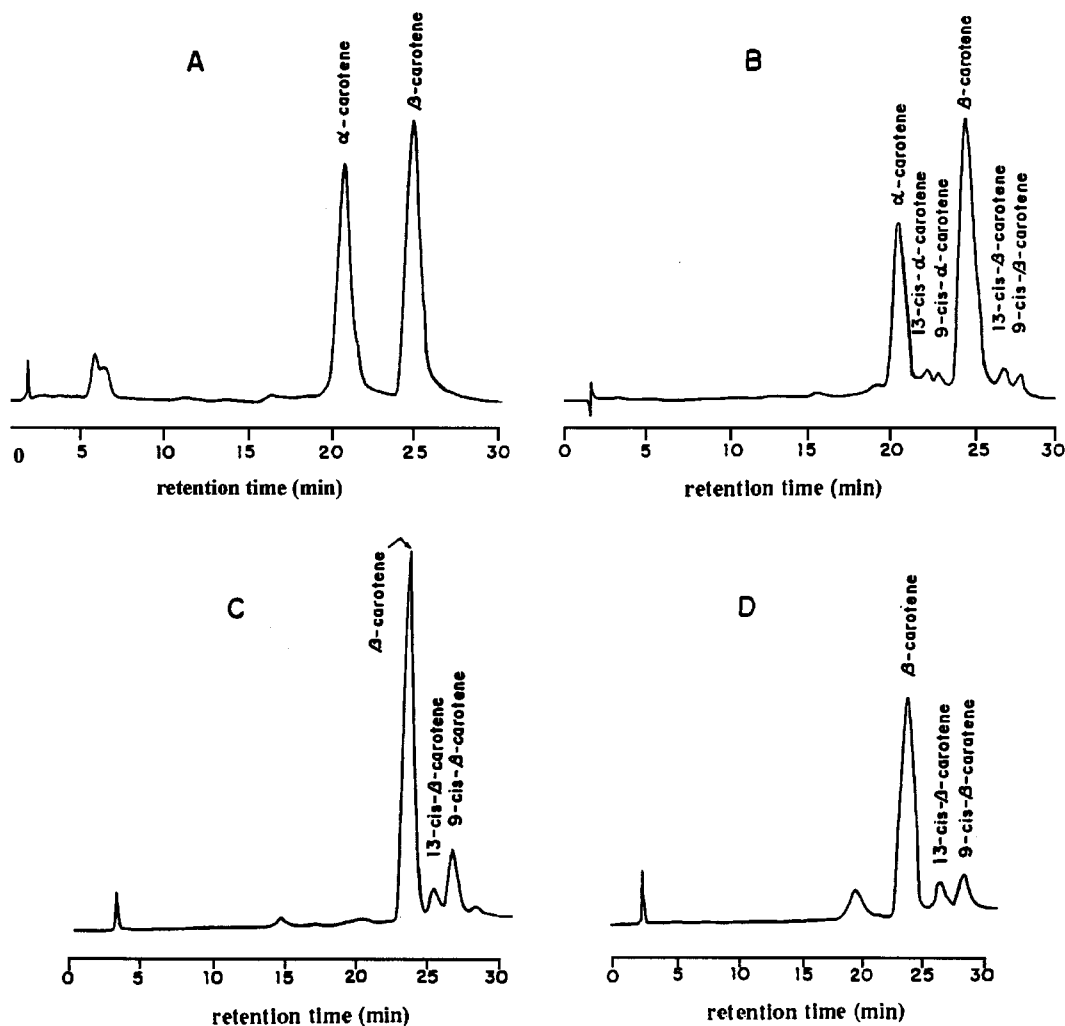 A
α-carotene
β-carotene
0 5 10 15 20 25 30
retention time (min)
B
α-carotene
13-cis-α-carotene
9-cis-α-carotene
β-carotene
13-cis-β-carotene
9-cis-β-carotene
0 5 10 15 20 25 30
retention time (min)
C
β-carotene
13-cis-β-carotene
9-cis-β-carotene
0 5 10 15 20 25 30
retention time (min)
D
β-carotene
13-cis-β-carotene
9-cis-β-carotene
0 5 10 15 20 25 30
retention time (min)